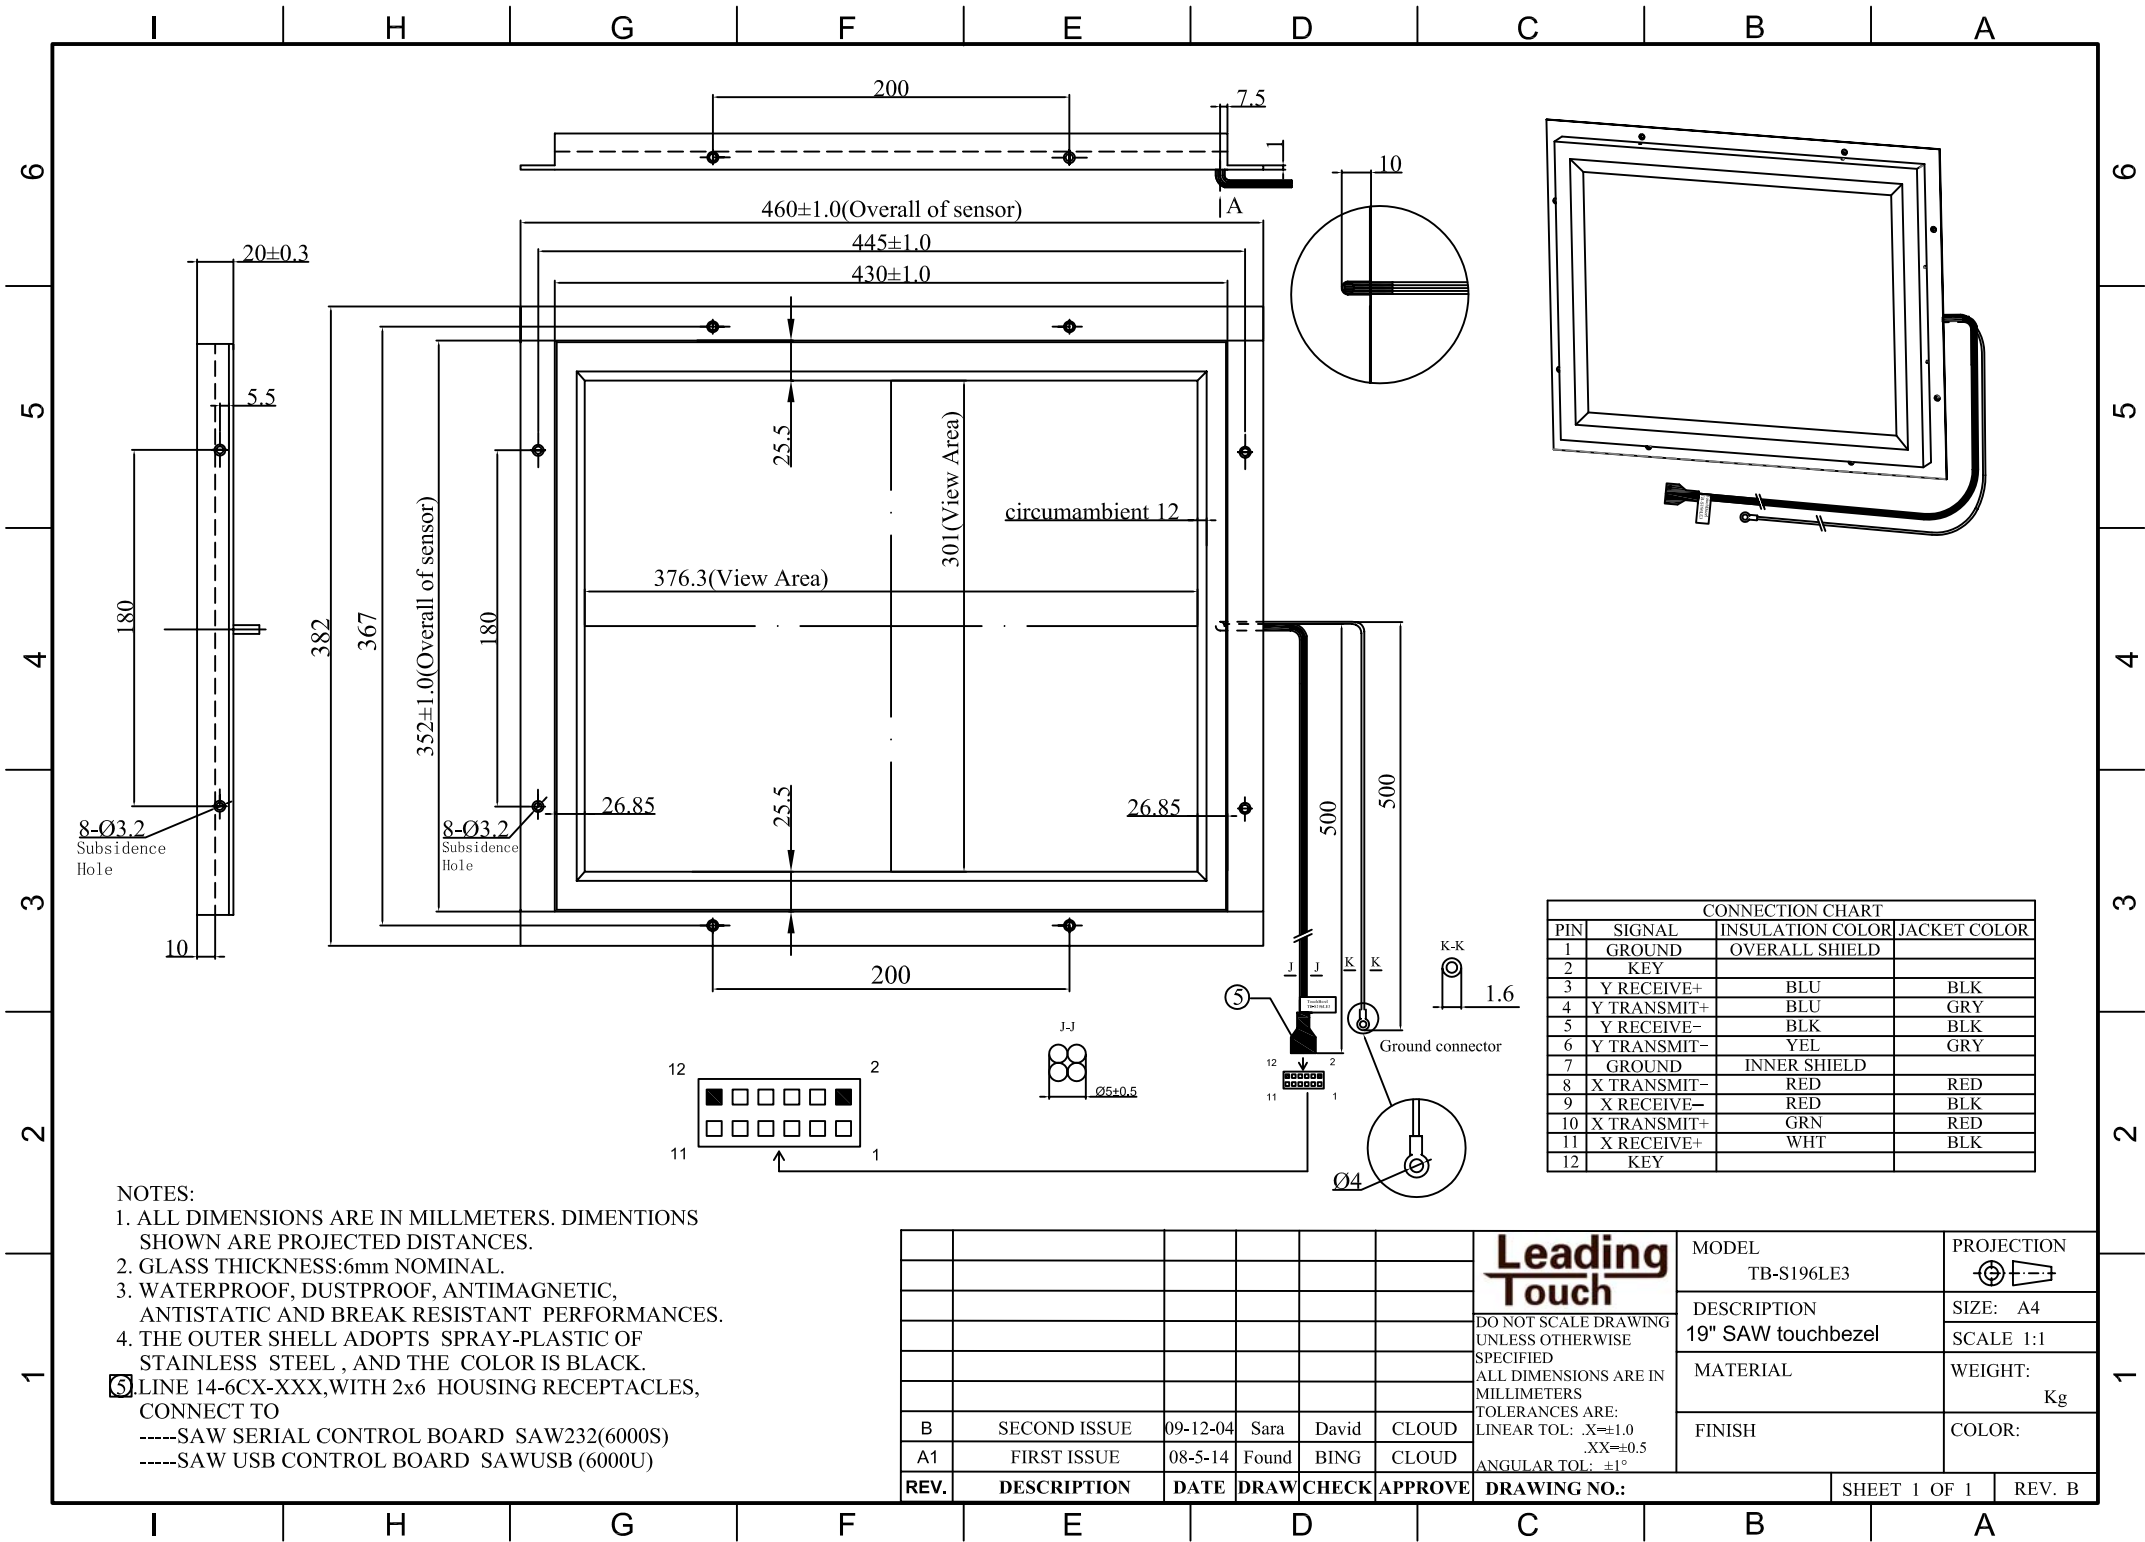 I H G F E D C B A
6 5 4 3 2 1
6 5 4 3 2 1
200
7.5
1
10
A
460±1.0(Overall of sensor)
445±1.0
430±1.0
20±0.3
5.5
180
8-Ø3.2
Subsidence
Hole
10
382
367
352±1.0(Overall of sensor)
180
8-Ø3.2
Subsidence
Hole
25.5
301(View Area)
circumambient 12
376.3(View Area)
26.85
25.5
26.85
200
500
500
J J K K
5
Ground connector
12 2
11 1
Ø4
K-K
1.6
J-J
Ø5±0.5
12 2
11 1
CONNECTION CHART
PIN SIGNAL INSULATION COLOR JACKET COLOR
1 GROUND OVERALL SHIELD
2 KEY
3 Y RECEIVE+ BLU BLK
4 Y TRANSMIT+ BLU GRY
5 Y RECEIVE- BLK BLK
6 Y TRANSMIT- YEL GRY
7 GROUND INNER SHIELD
8 X TRANSMIT- RED RED
9 X RECEIVE- RED BLK
10 X TRANSMIT+ GRN RED
11 X RECEIVE+ WHT BLK
12 KEY
NOTES:
1. ALL DIMENSIONS ARE IN MILLMETERS. DIMENTIONS
SHOWN ARE PROJECTED DISTANCES.
2. GLASS THICKNESS:6mm NOMINAL.
3. WATERPROOF, DUSTPROOF, ANTIMAGNETIC,
ANTISTATIC AND BREAK RESISTANT PERFORMANCES.
4. THE OUTER SHELL ADOPTS SPRAY-PLASTIC OF
STAINLESS STEEL , AND THE COLOR IS BLACK.
5.LINE 14-6CX-XXX,WITH 2x6 HOUSING RECEPTACLES,
CONNECT TO
-----SAW SERIAL CONTROL BOARD SAW232(6000S)
-----SAW USB CONTROL BOARD SAWUSB (6000U)
B SECOND ISSUE 09-12-04 Sara David CLOUD
A1 FIRST ISSUE 08-5-14 Found BING CLOUD
REV. DESCRIPTION DATE DRAW CHECK APPROVE
Leading
Touch
DO NOT SCALE DRAWING
UNLESS OTHERWISE
SPECIFIED
ALL DIMENSIONS ARE IN
MILLIMETERS
TOLERANCES ARE:
LINEAR TOL: .X=±1.0
.XX=±0.5
ANGULAR TOL: ±1°
MODEL
TB-S196LE3
DESCRIPTION
19" SAW touchbezel
MATERIAL
FINISH
PROJECTION
SIZE: A4
SCALE 1:1
WEIGHT:
Kg
COLOR:
DRAWING NO.:
SHEET 1 OF 1
REV. B
I H G F E D C B A